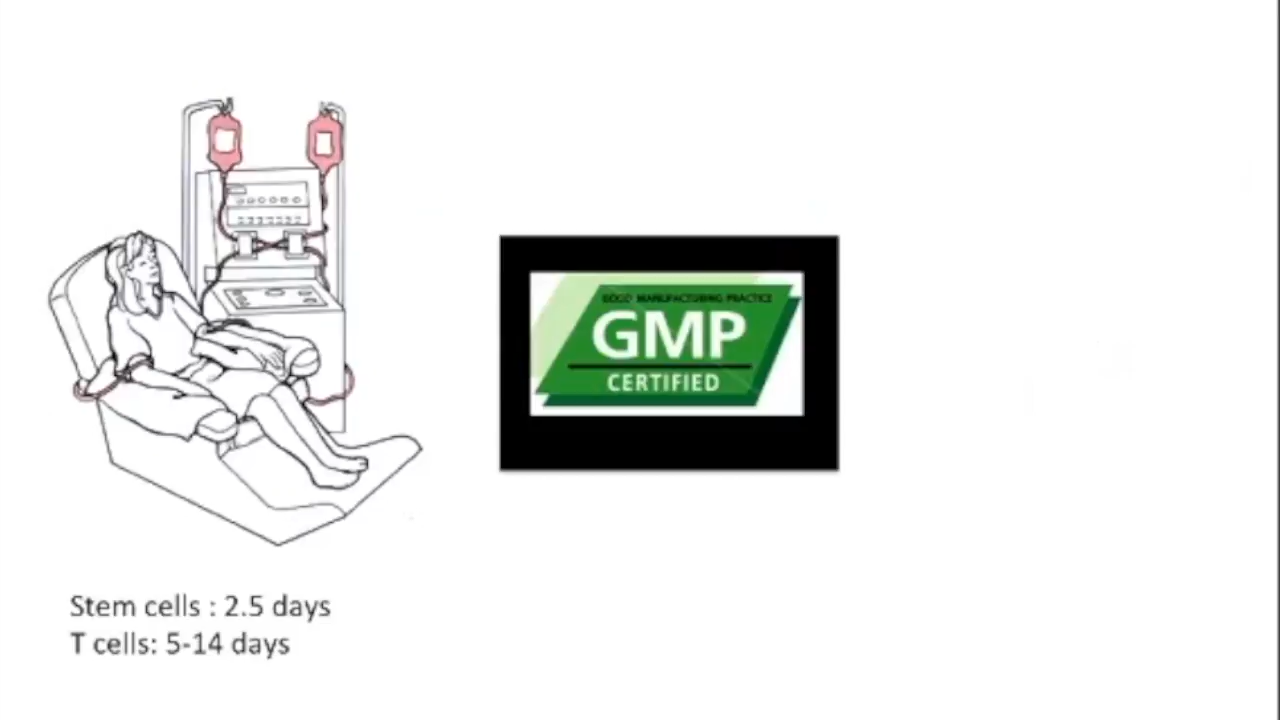 GOOD MANUFACTURING PRACTICE
GMP
CERTIFIED
Stem cells : 2.5 days
T cells: 5-14 days